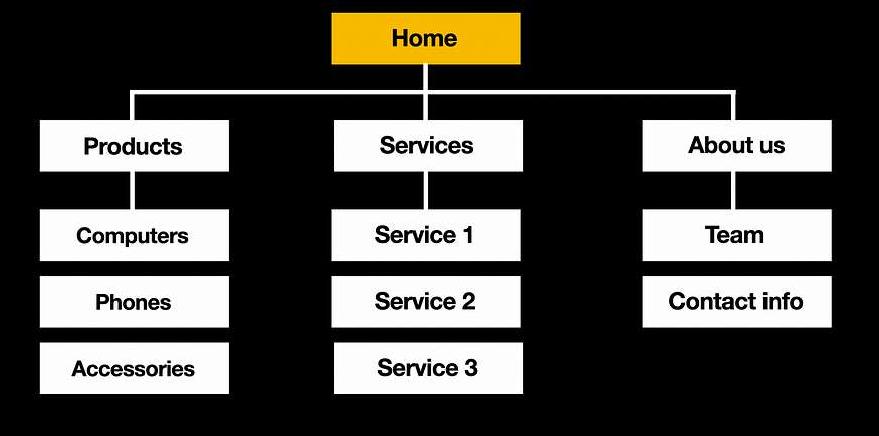 Home
Products
Services
About us
Computers
Service 1
Team
Phones
Service 2
Contact info
Accessories
Service 3